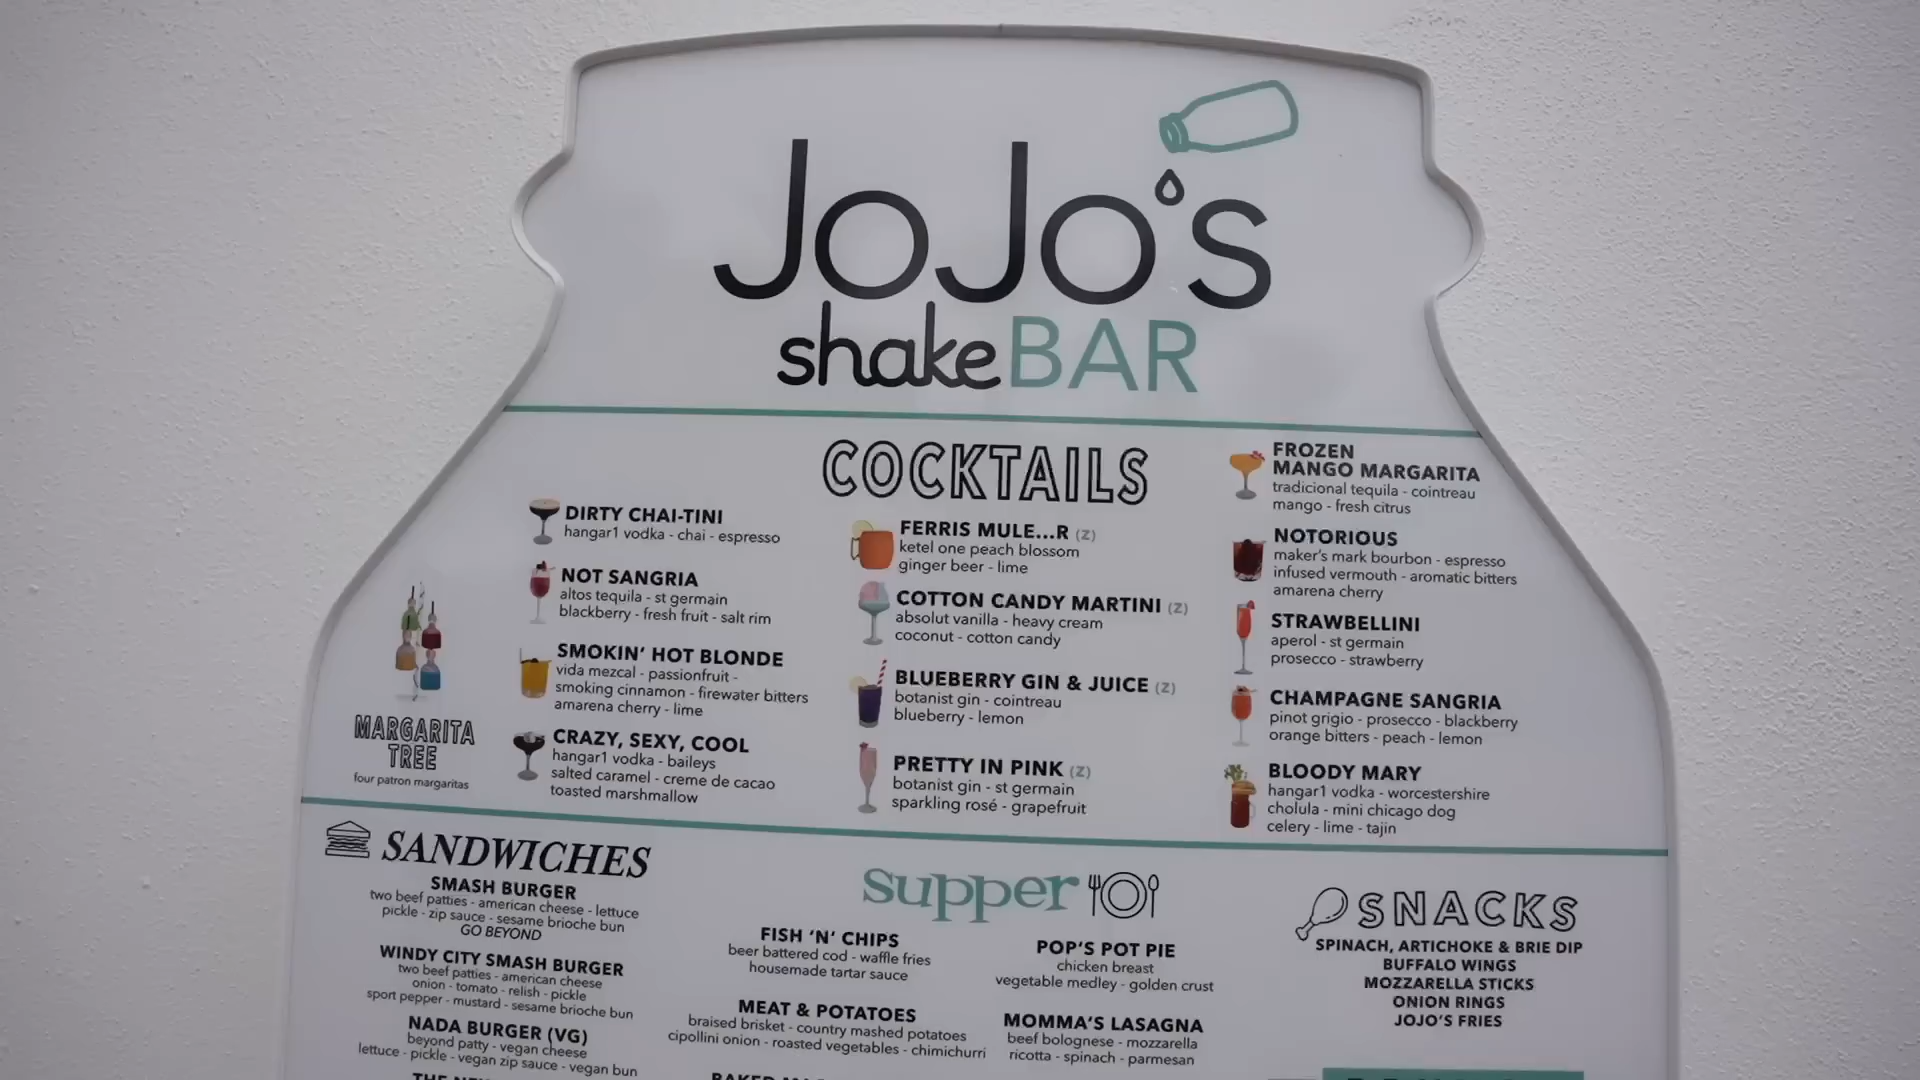 JoJo's
shake BAR
COCKTAILS
DIRTY CHAI-TINI
hangar1 vodka - chai - espresso
NOT SANGRIA
altos tequila - st germain
blackberry - fresh fruit - salt rim
SMOKIN' HOT BLONDE
vida mezcal - passionfruit -
smoking cinnamon - firewater bitters
amarena cherry - lime
CRAZY, SEXY, COOL
hangar1 vodka - baileys
salted caramel - creme de cacao
toasted marshmallow
MARGARITA
TREE
four patron margaritas
FERRIS MULE...R (Z)
ketel one peach blossom
ginger beer - lime
COTTON CANDY MARTINI (Z)
absolut vanilla - heavy cream
coconut - cotton candy
BLUEBERRY GIN & JUICE (Z)
botanist gin - cointreau
blueberry - lemon
PRETTY IN PINK (Z)
botanist gin - st germain
sparkling rosé - grapefruit
FROZEN
MANGO MARGARITA
tradicional tequila - cointreau
mango - fresh citrus
NOTORIOUS
maker's mark bourbon - espresso
infused vermouth - aromatic bitters
amarena cherry
STRAWBELLINI
aperol - st germain
prosecco - strawberry
CHAMPAGNE SANGRIA
pinot grigio - prosecco - blackberry
orange bitters - peach - lemon
BLOODY MARY
hangar1 vodka - worcestershire
cholula - mini chicago dog
celery - lime - tajin
SANDWICHES
SMASH BURGER
two beef patties - american cheese - lettuce
pickle - zip sauce - sesame brioche bun
GO BEYOND
WINDY CITY SMASH BURGER
two beef patties - american cheese
onion - tomato - relish - pickle
sport pepper - mustard - sesame brioche bun
NADA BURGER (VG)
beyond patty - vegan cheese
lettuce - pickle - vegan zip sauce - vegan bun
supper
FISH 'N' CHIPS
beer battered cod - waffle fries
housemade tartar sauce
MEAT & POTATOES
braised brisket - country mashed potatoes
cipollini onion - roasted vegetables - chimichurri
POP'S POT PIE
chicken breast
vegetable medley - golden crust
MOMMA'S LASAGNA
beef bolognese - mozzarella
ricotta - spinach - parmesan
SNACKS
SPINACH, ARTICHOKE & BRIE DIP
BUFFALO WINGS
MOZZARELLA STICKS
ONION RINGS
JOJO'S FRIES